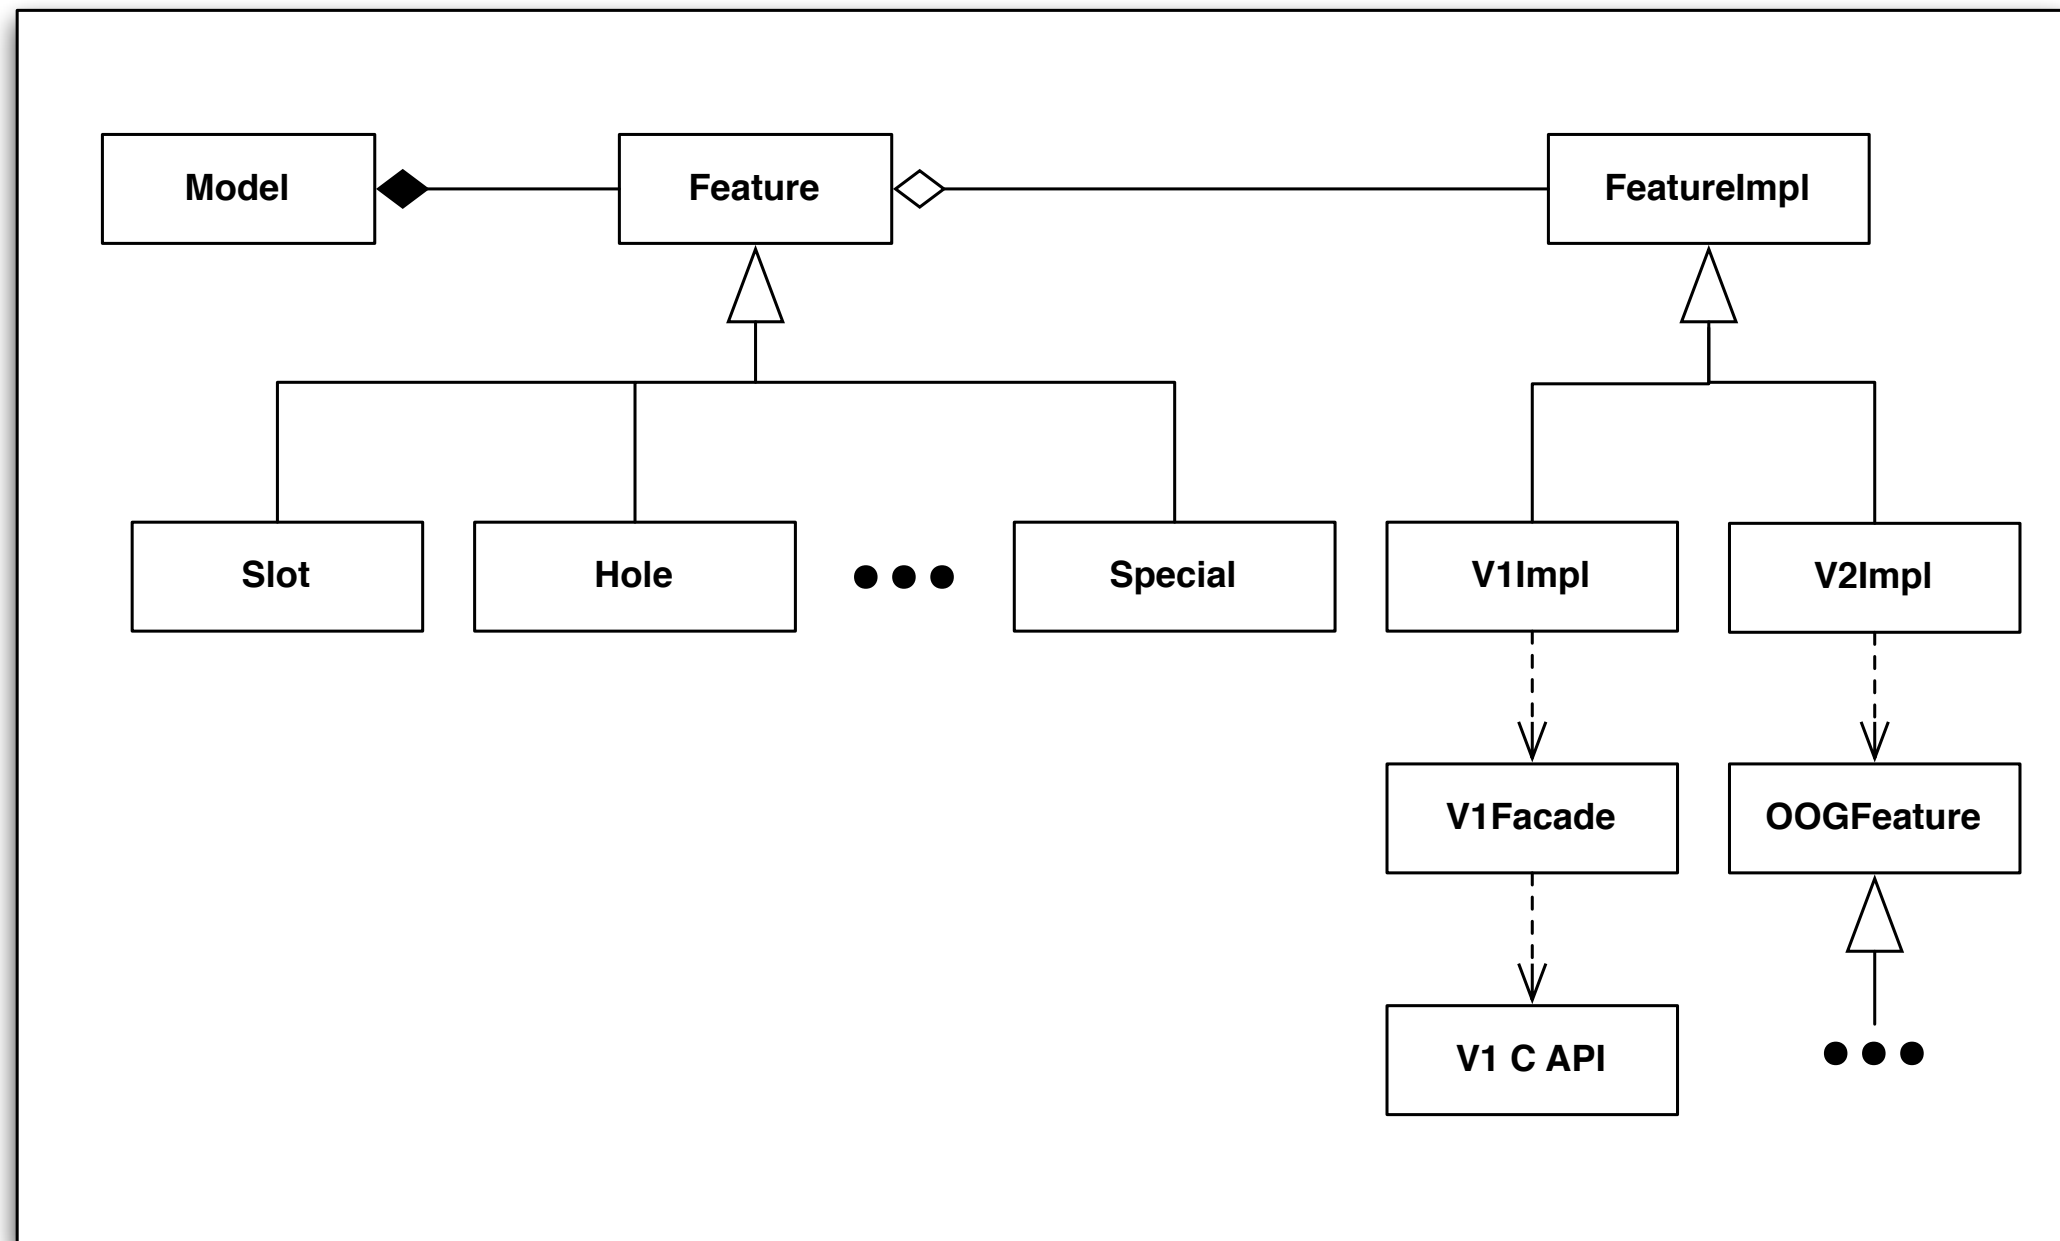 Model
Feature
FeatureImpl
Slot
Hole
Special
V1Impl
V2Impl
V1Facade
OOGFeature
V1 C API